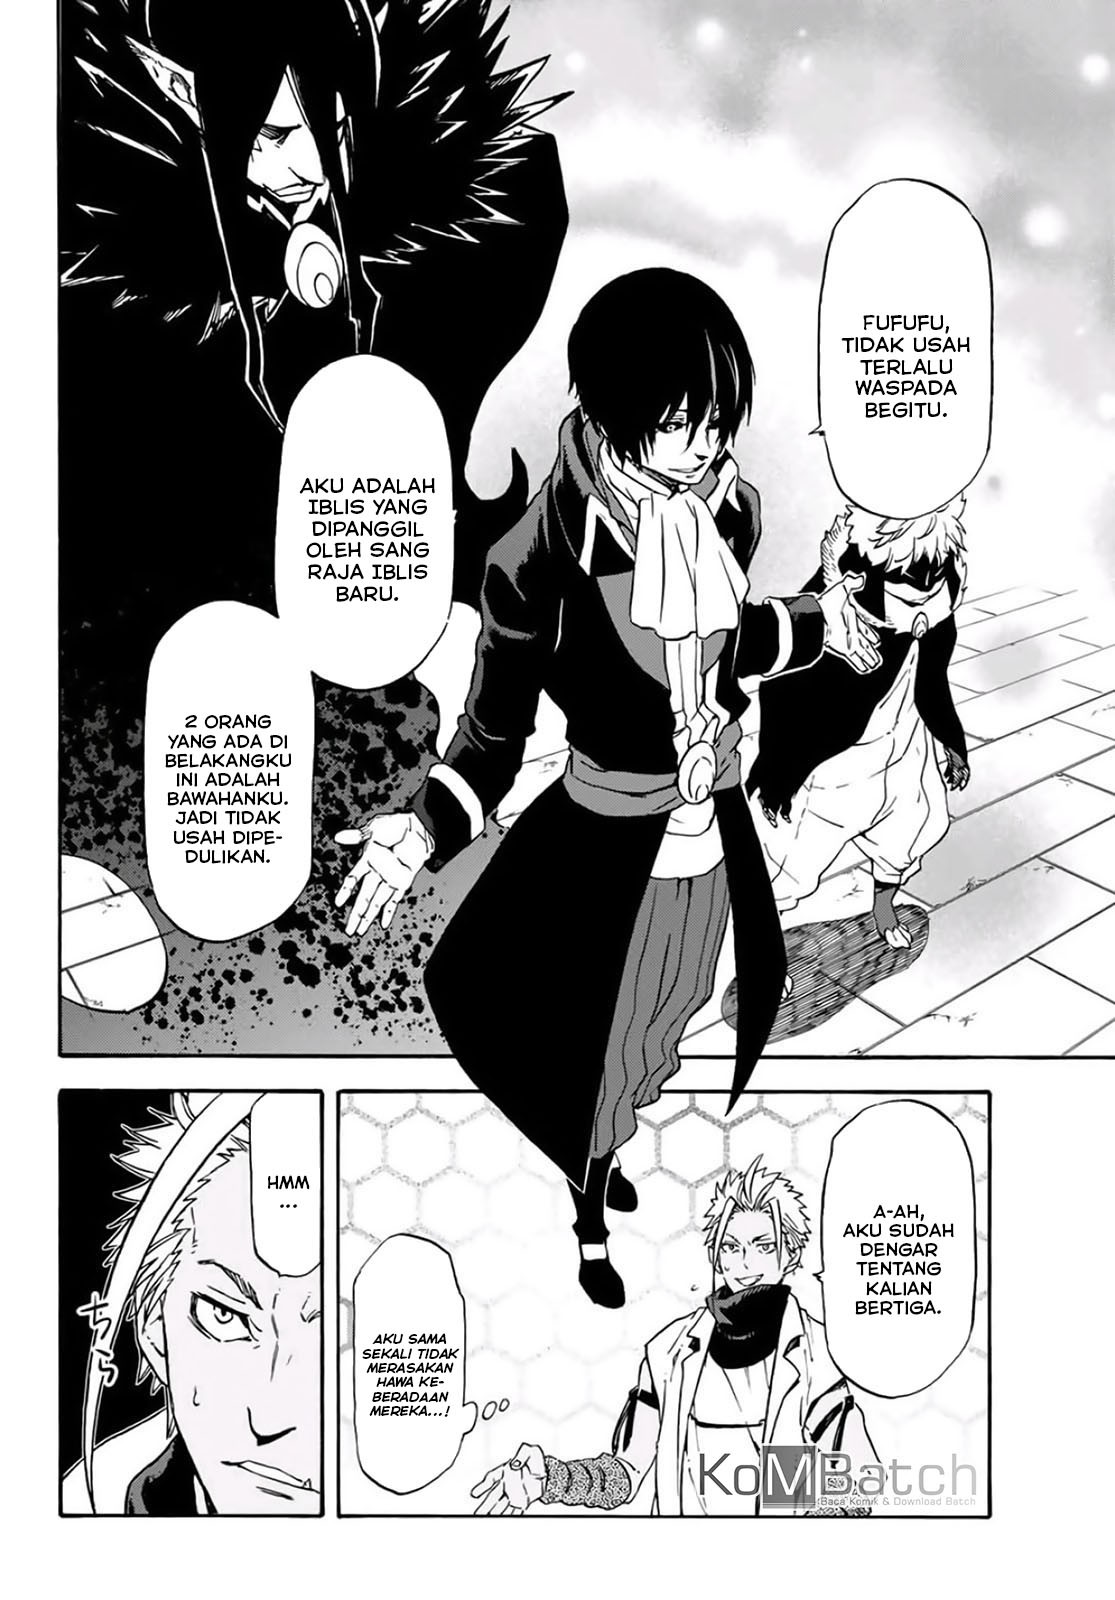 FUFUFU,
TIDAK USAH
TERLALU
WASPADA
BEGITU.
AKU ADALAH
IBLIS YANG
DIPANGGIL
OLEH SANG
RAJA IBLIS
BARU.
2 ORANG
YANG ADA DI
BELAKANGKU
INI ADALAH
BAWAHANKU.
JADI TIDAK
USAH DIPE-
DULIKAN.
A-AH,
AKU SUDAH
DENGAR
TENTANG
KALIAN
BERTIGA.
AKU SAMA
SEKALI TIDAK
MERASAKAN
HAWA KE-
BERADAAN
MEREKA...!
HMM
...
ちら
KoMBatch
Baca Komik & Download Batch